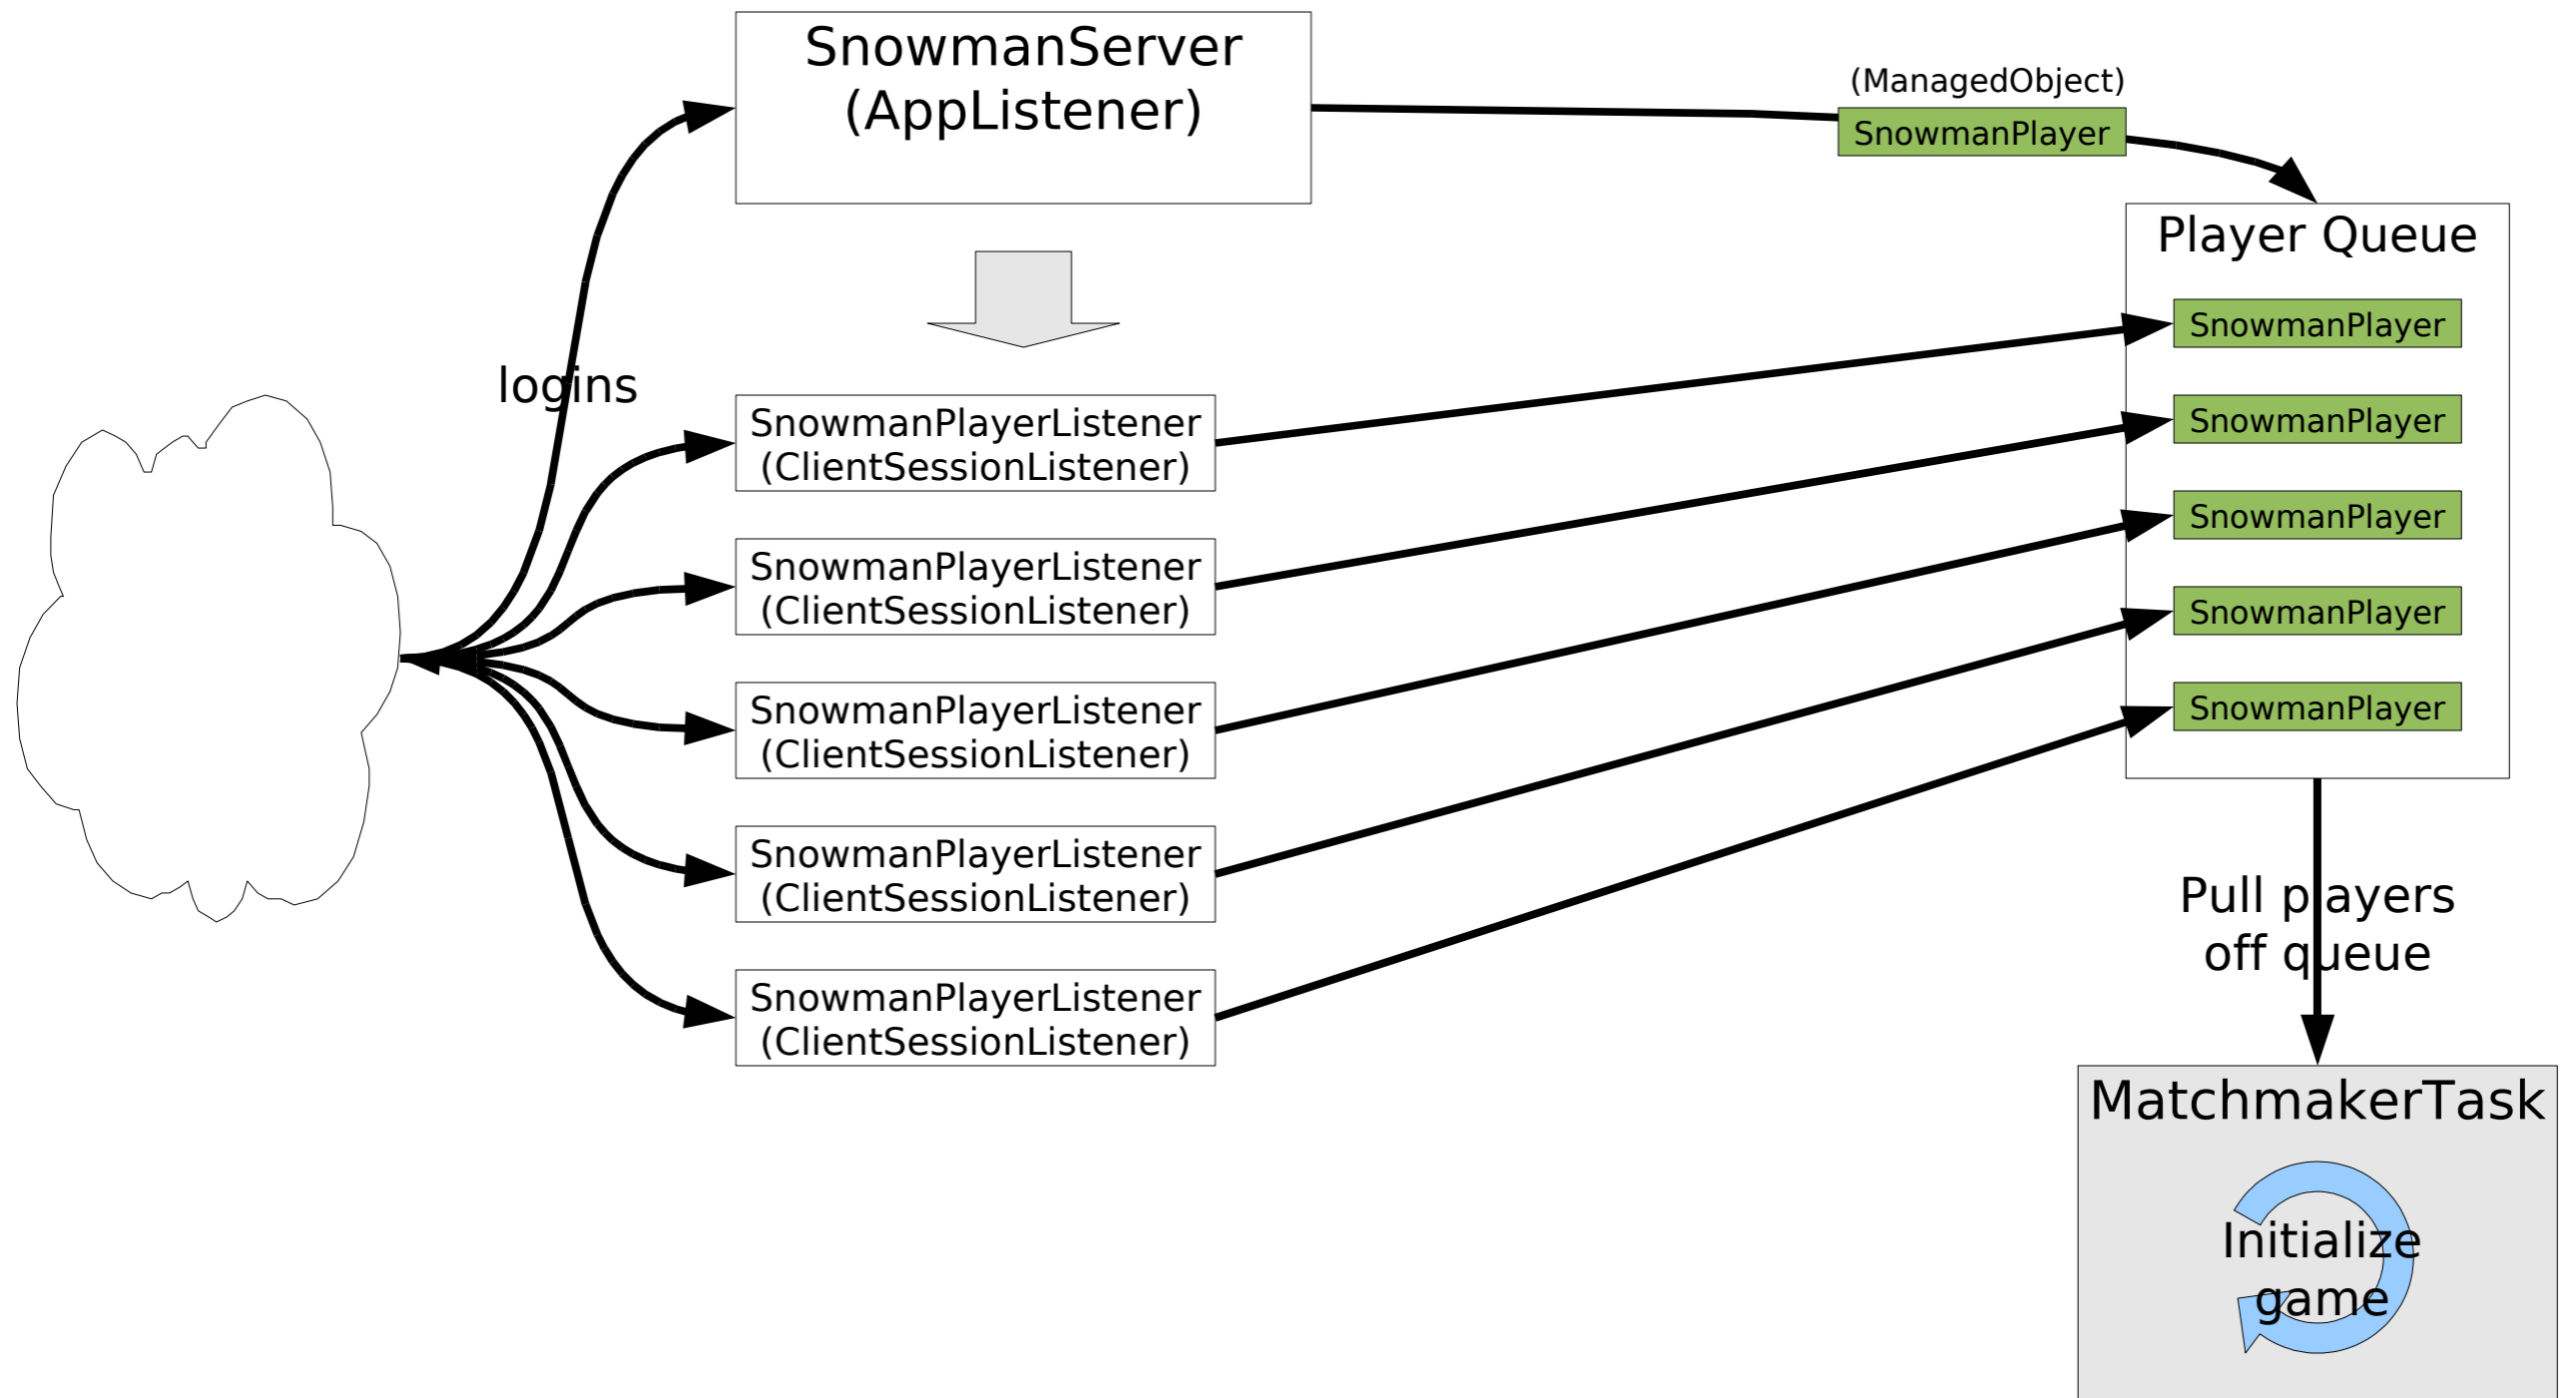 SnowmanServer
(AppListener)
(ManagedObject)
SnowmanPlayer
Player Queue
SnowmanPlayer
SnowmanPlayer
SnowmanPlayer
SnowmanPlayer
SnowmanPlayer
logins
SnowmanPlayerListener
(ClientSessionListener)
SnowmanPlayerListener
(ClientSessionListener)
SnowmanPlayerListener
(ClientSessionListener)
SnowmanPlayerListener
(ClientSessionListener)
SnowmanPlayerListener
(ClientSessionListener)
Pull players
off queue
MatchmakerTask
Initialize
game